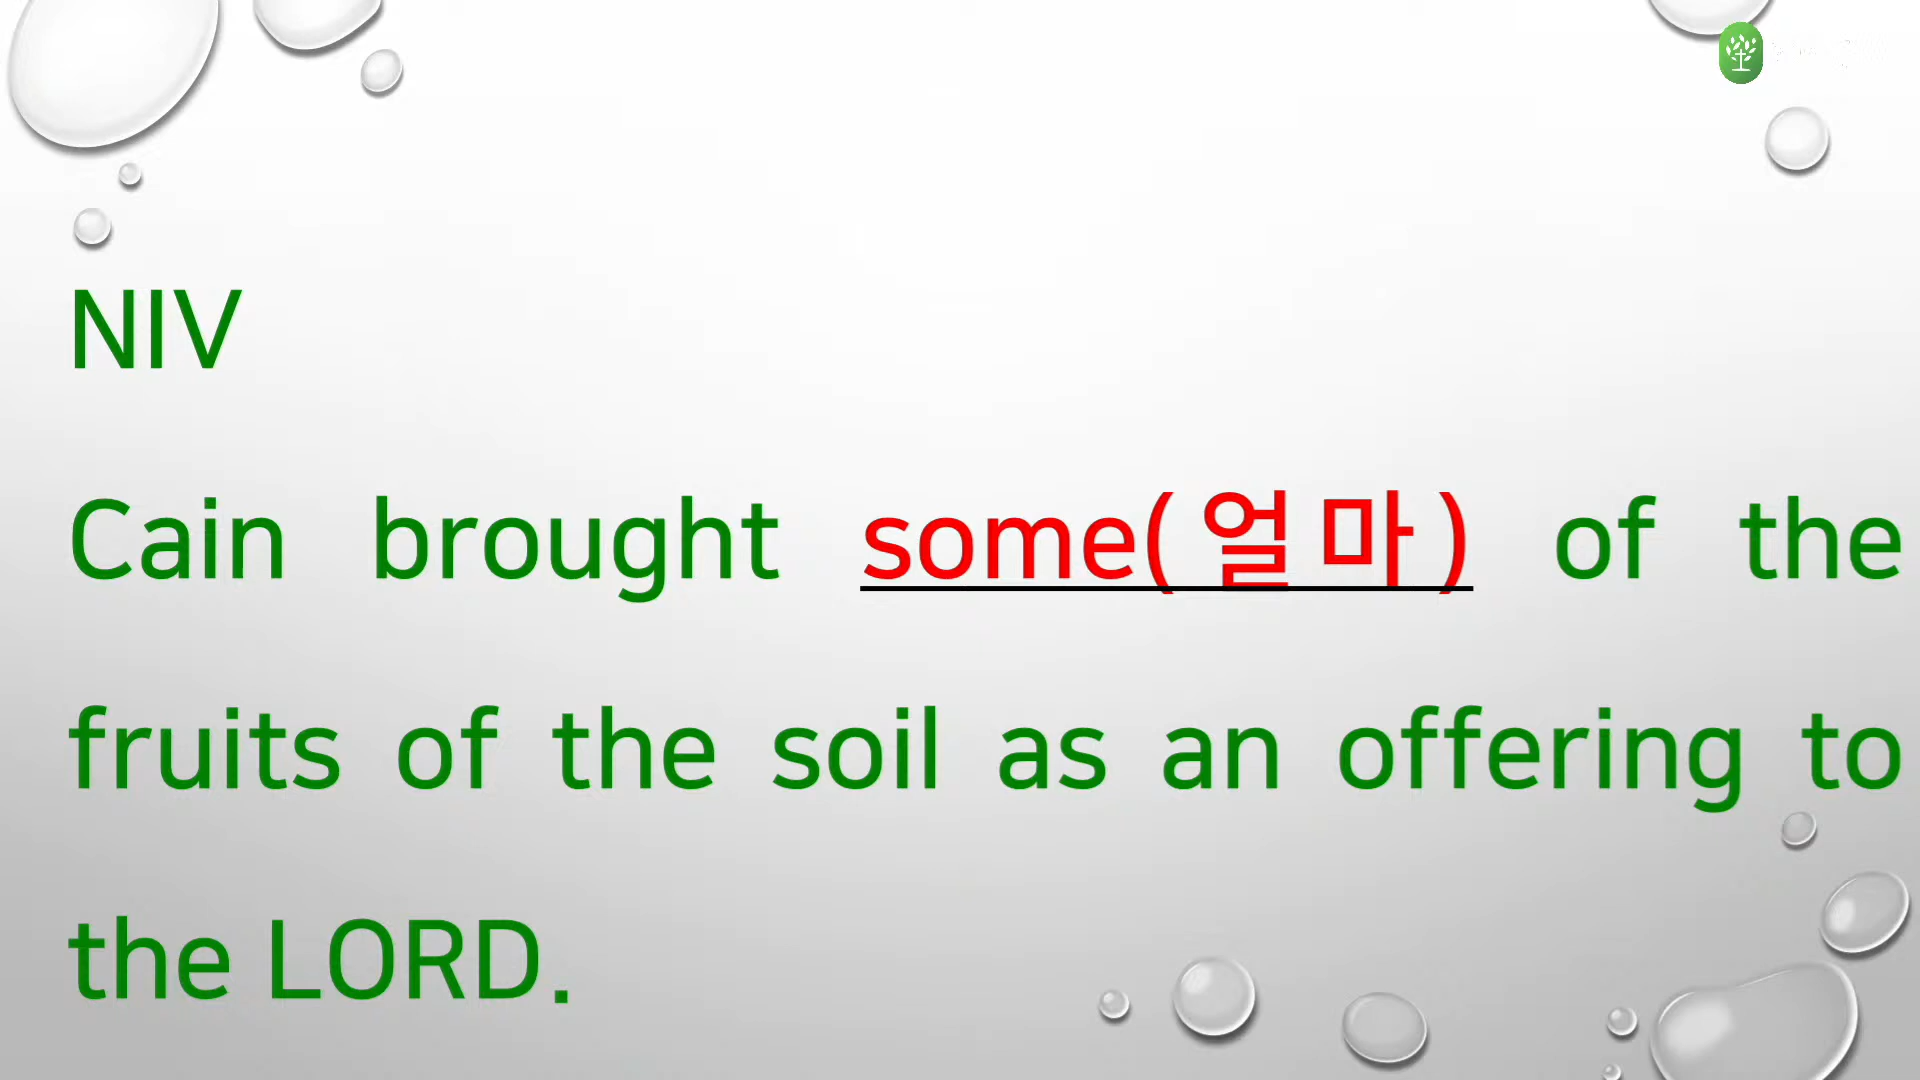 NIV
Cain brought some(얼마) of the
fruits of the soil as an offering to
the LORD.